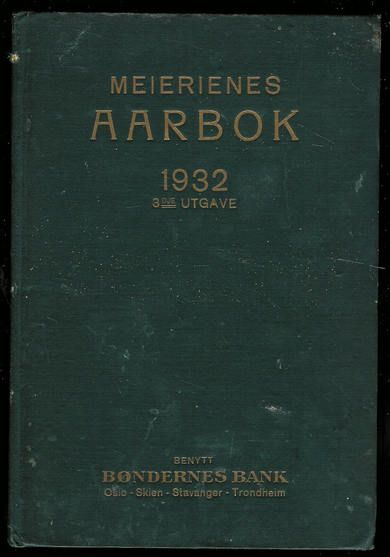 MEIERIENES
AARBOK
1932
3DJE UTGAVE
BENYTT
BØNDERNES BANK
Oslo - Skien - Stavanger - Trondheim